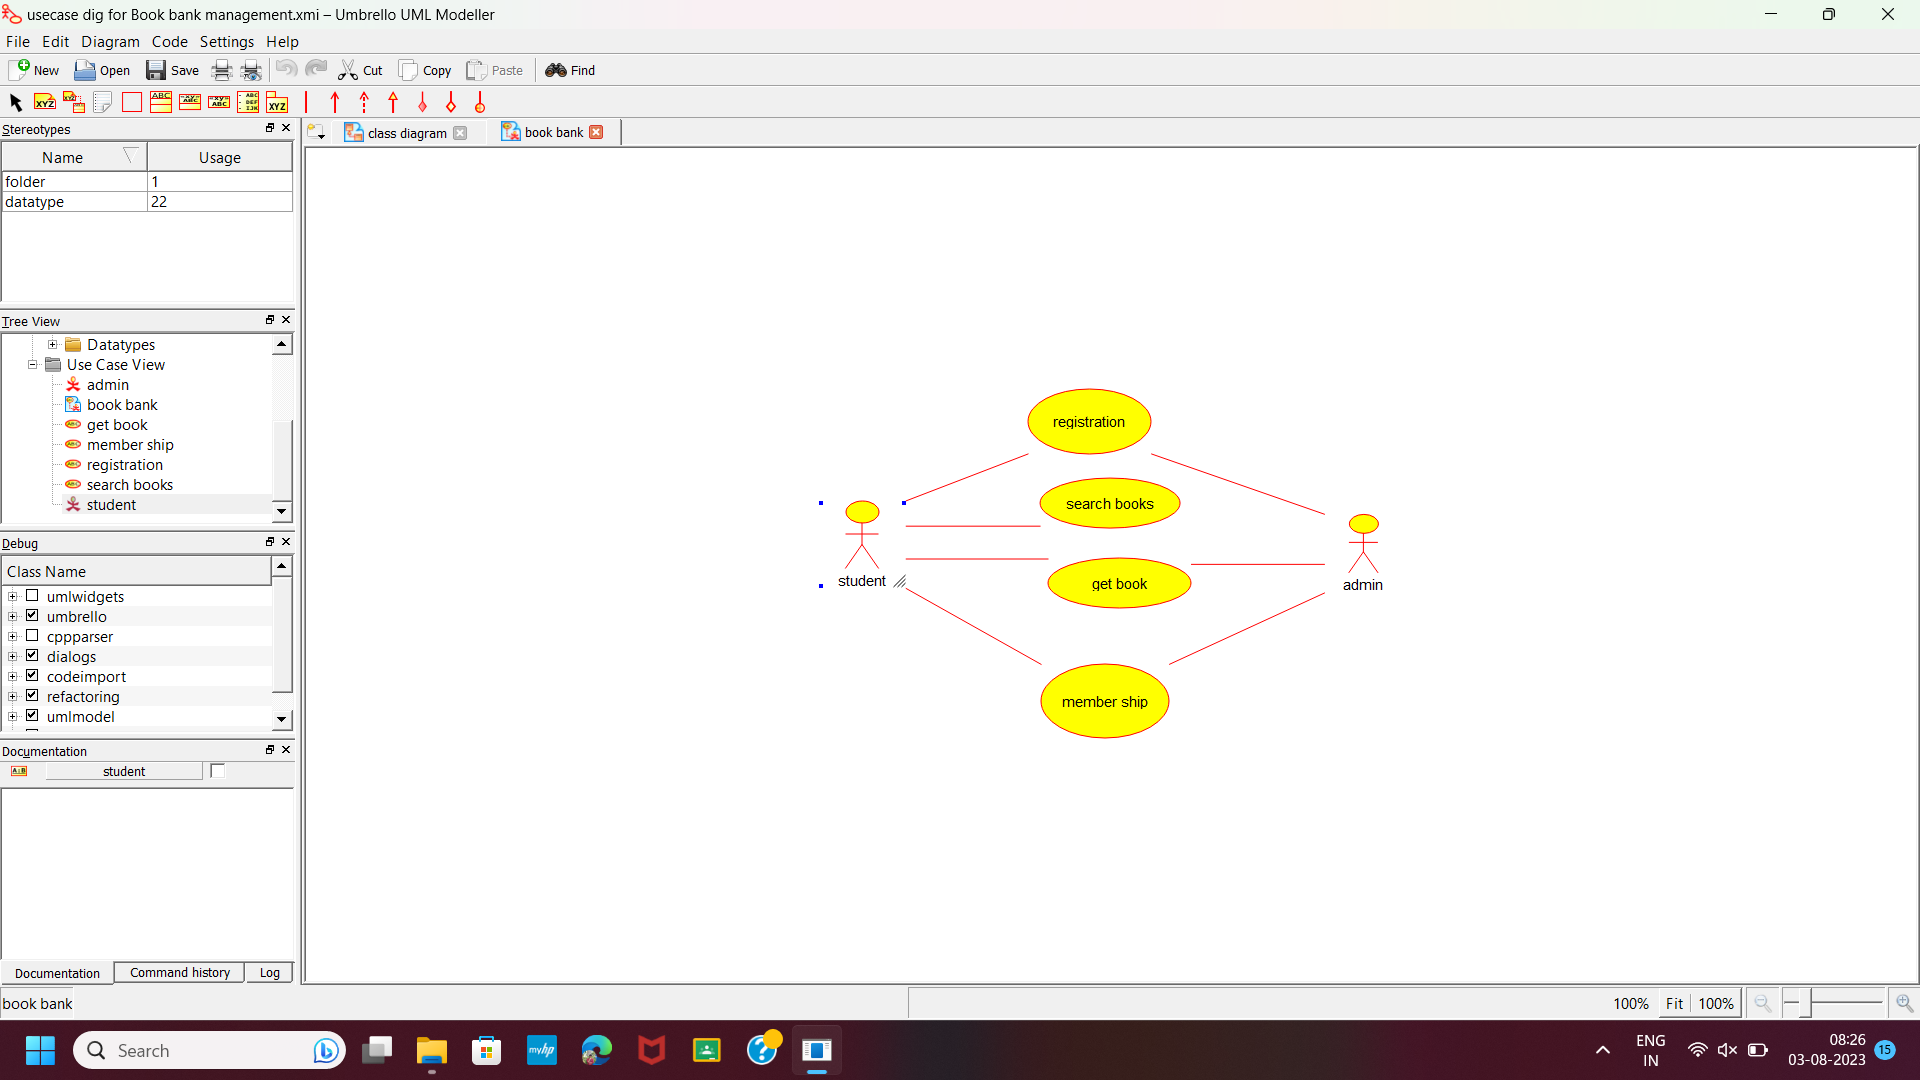 usecase dig for Book bank management.xmi – Umbrello UML Modeller
File Edit Diagram Code Settings Help
New Open Save Cut Copy Paste Find
Stereotypes
class diagram
book bank
Name Usage
folder 1
datatype 22
Tree View
Datatypes
Use Case View
admin
book bank
get book
member ship
registration
search books
student
Debug
Class Name
umlwidgets
umbrello
cppparser
dialogs
codeimport
refactoring
umlmodel
Documentation
student
Documentation Command history Log
registration
search books
student
get book
admin
member ship
book bank
100% Fit 100%
Search
myhp
ENG
IN
08:26
03-08-2023
15